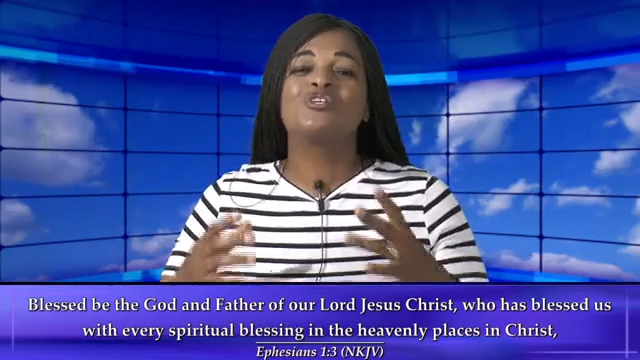 Blessed be the God and Father of our Lord Jesus Christ, who has blessed us
with every spiritual blessing in the heavenly places in Christ,
Ephesians 1:3 (NKJV)